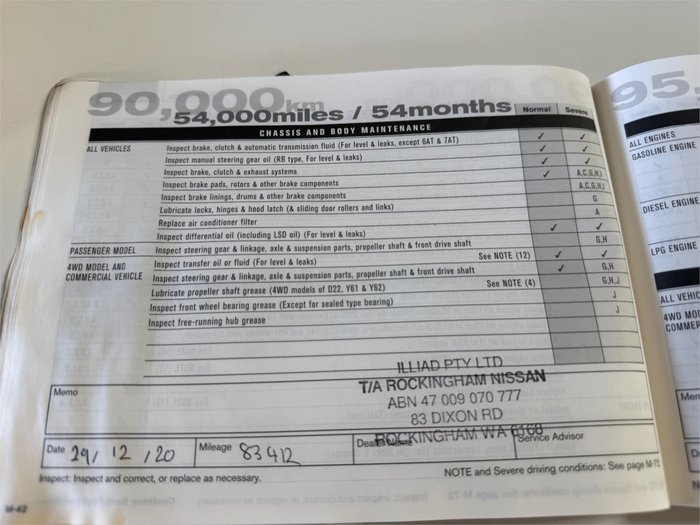 90,000km
54,000miles / 54months
Normal
Severe
CHASSIS AND BODY MAINTENANCE
ALL VEHICLES
Inspect brake, clutch & automatic transmission fluid (For level & leaks, except 6AT & 7AT) ✓ ✓
Inspect manual steering gear oil (RB type, For level & leaks) ✓ ✓
Inspect brake, clutch & exhaust systems ✓ ✓
Inspect brake pads, rotors & other brake components ✓ A,C,G,H,I
Inspect brake linings, drums & other brake components A,C,G,H,I
Lubricate locks, hinges & hood latch (& sliding door rollers and links) G
Replace air conditioner filter A
Inspect differential oil (including LSD oil) (For level & leaks) ✓ ✓
PASSENGER MODEL
Inspect steering gear & linkage, axle & suspension parts, propeller shaft & front drive shaft G,H
4WD MODEL AND
COMMERCIAL VEHICLE
Inspect transfer oil or fluid (For level & leaks) See NOTE (12) ✓ ✓
Inspect steering gear & linkage, axle & suspension parts, propeller shaft & front drive shaft ✓ G,H
Lubricate propeller shaft grease (4WD models of D22, Y61 & Y62) See NOTE (4) G,H,J
Inspect front wheel bearing grease (Except for sealed type bearing) J
Inspect free-running hub grease J
Memo
ILLIAD PTY LTD
T/A ROCKINGHAM NISSAN
ABN 47 009 070 777
83 DIXON RD
ROCKINGHAM WA 6168
Date 29/ 12 /20
Mileage 83412
Dealer Name
Service Advisor
Inspect: Inspect and correct, or replace as necessary.
NOTE and Severe driving conditions: See page M-72
M-42
95,
ALL ENGINES
GASOLINE ENGINE
DIESEL ENGINE
LPG ENGINE
ALL VEHIC
4WD MOD
COMMER
Mem